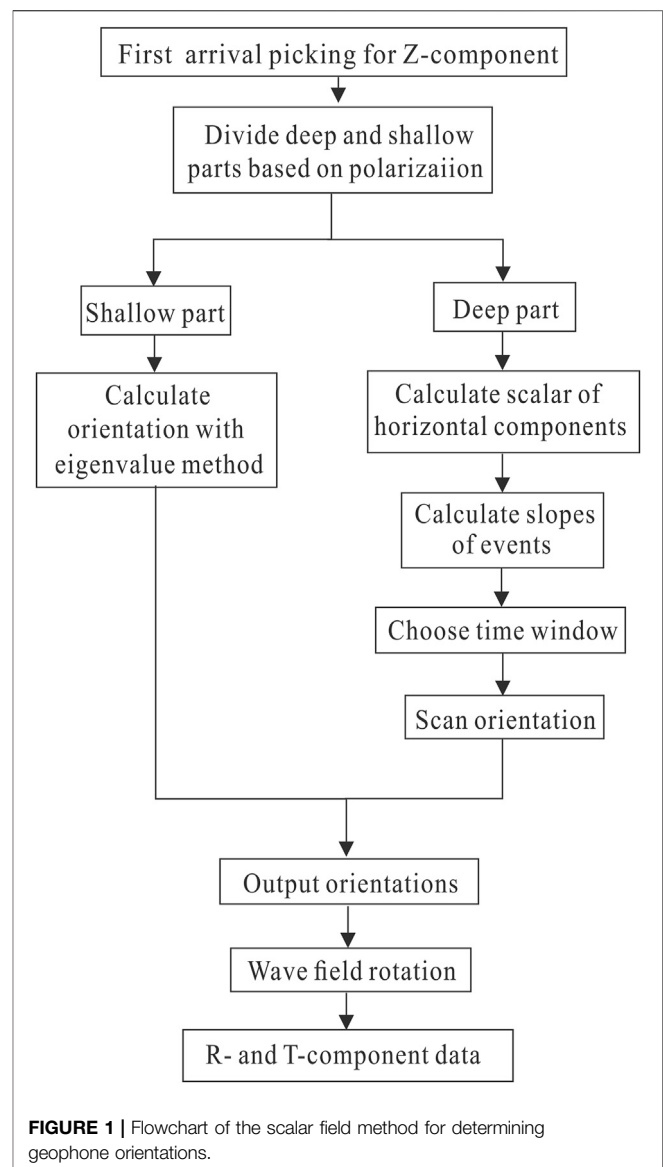 First arrival picking for Z-component
Divide deep and shallow
parts based on polarizaiion
Shallow part
Calculate
orientation with
eigenvalue method
Deep part
Calculate scalar of
horizontal components
Calculate slopes
of events
Choose time window
Scan orientation
Output orientations
Wave field rotation
R- and T-component data
FIGURE 1 | Flowchart of the scalar field method for determining
geophone orientations.